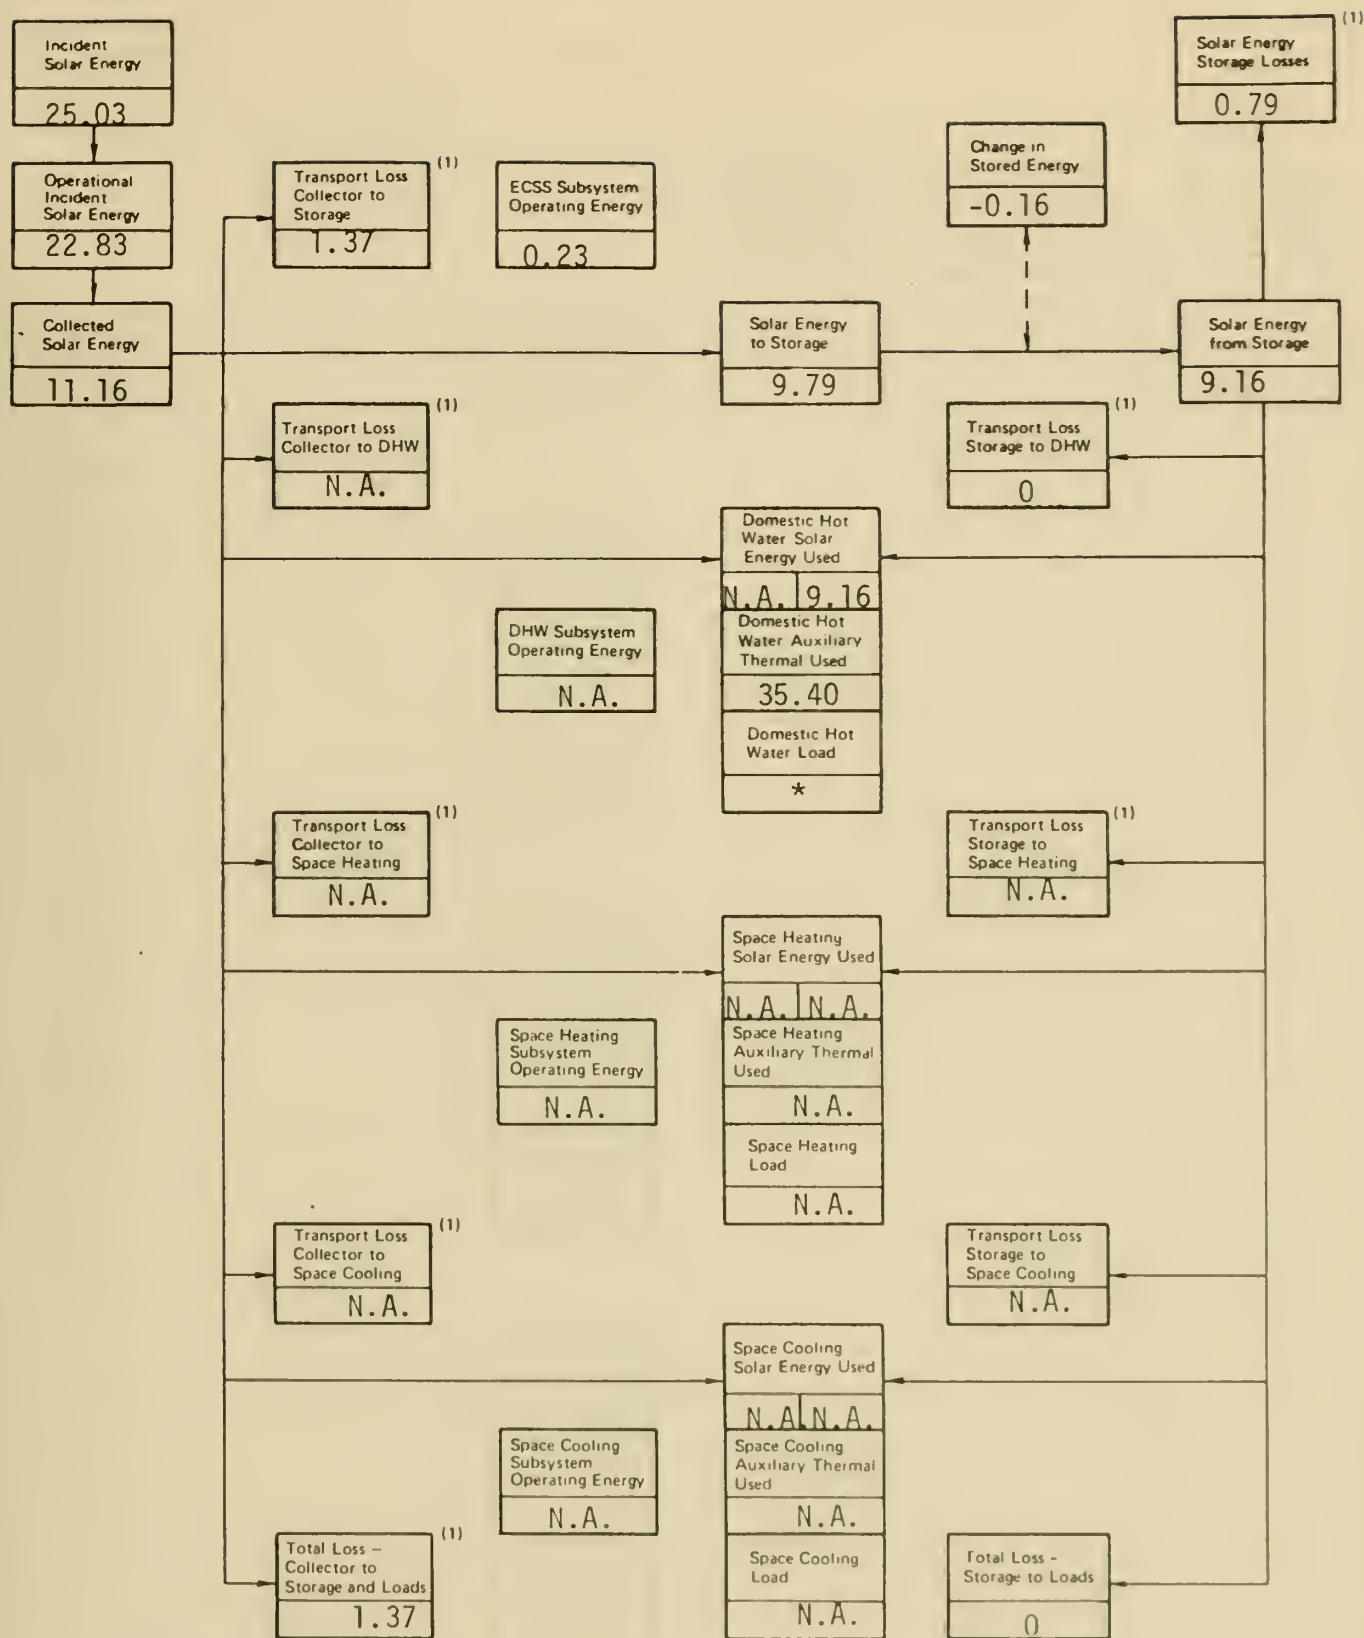 Incident
Solar Energy
25.03
Operational
Incident
Solar Energy
22.83
Collected
Solar Energy
11.16
(1)
Transport Loss
Collector to
Storage
1.37
ECSS Subsystem
Operating Energy
0.23
Solar Energy
to Storage
9.79
Change in
Stored Energy
-0.16
(1)
Solar Energy
Storage Losses
0.79
Solar Energy
from Storage
9.16
(1)
Transport Loss
Collector to DHW
N.A.
(1)
Transport Loss
Storage to DHW
0
Domestic Hot
Water Solar
Energy Used
N.A. 9.16
Domestic Hot
Water Auxiliary
Thermal Used
35.40
Domestic Hot
Water Load
*
DHW Subsystem
Operating Energy
N.A.
(1)
Transport Loss
Collector to
Space Heating
N.A.
(1)
Transport Loss
Storage to
Space Heating
N.A.
Space Heating
Solar Energy Used
N.A. N.A.
Space Heating
Auxiliary Thermal
Used
N.A.
Space Heating
Load
N.A.
Space Heating
Subsystem
Operating Energy
N.A.
(1)
Transport Loss
Collector to
Space Cooling
N.A.
Transport Loss
Storage to
Space Cooling
N.A.
Space Cooling
Solar Energy Used
N.A. N.A.
Space Cooling
Auxiliary Thermal
Used
N.A.
Space Cooling
Load
N.A.
Space Cooling
Subsystem
Operating Energy
N.A.
(1)
Total Loss –
Collector to
Storage and Loads
1.37
Total Loss -
Storage to Loads
0